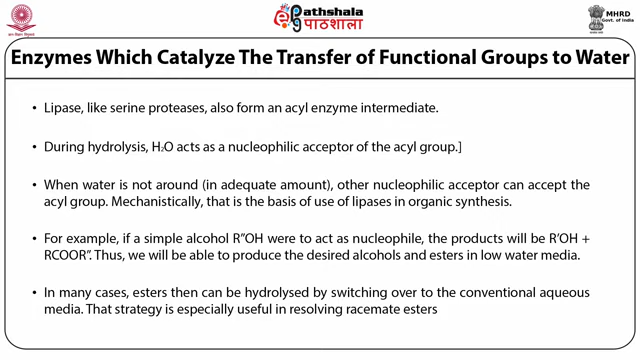 ePathshala
पाठशाला
MHRD
Govt. of India
Enzymes Which Catalyze The Transfer of Functional Groups to Water
• Lipase, like serine proteases, also form an acyl enzyme intermediate.
• During hydrolysis, H₂O acts as a nucleophilic acceptor of the acyl group.]
• When water is not around (in adequate amount), other nucleophilic acceptor can accept the
acyl group. Mechanistically, that is the basis of use of lipases in organic synthesis.
• For example, if a simple alcohol R”OH were to act as nucleophile, the products will be R’OH +
RCOOR”. Thus, we will be able to produce the desired alcohols and esters in low water media.
• In many cases, esters then can be hydrolysed by switching over to the conventional aqueous
media. That strategy is especially useful in resolving racemate esters